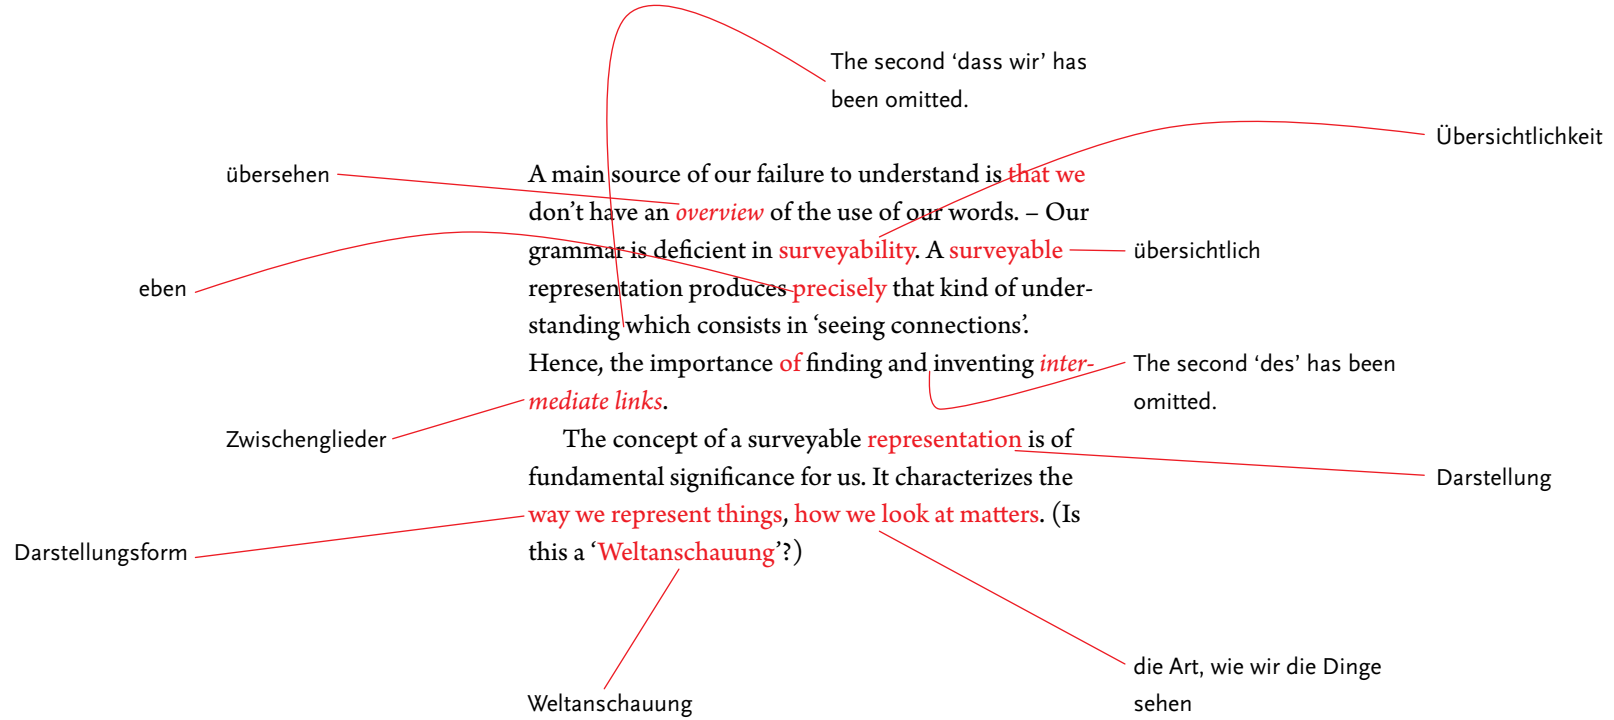 The second ‘dass wir’ has
been omitted.
Übersichtlichkeit
übersehen
A main source of our failure to understand is that we
don’t have an overview of the use of our words. – Our
grammar is deficient in surveyability. A surveyable
übersichtlich
eben
representation produces precisely that kind of under-
standing which consists in ‘seeing connections’.
Hence, the importance of finding and inventing inter-
mediate links.
The second ‘des’ has been
omitted.
Zwischenglieder
The concept of a surveyable representation is of
fundamental significance for us. It characterizes the
way we represent things, how we look at matters. (Is
this a ‘Weltanschauung’?)
Darstellung
Darstellungsform
die Art, wie wir die Dinge
sehen
Weltanschauung